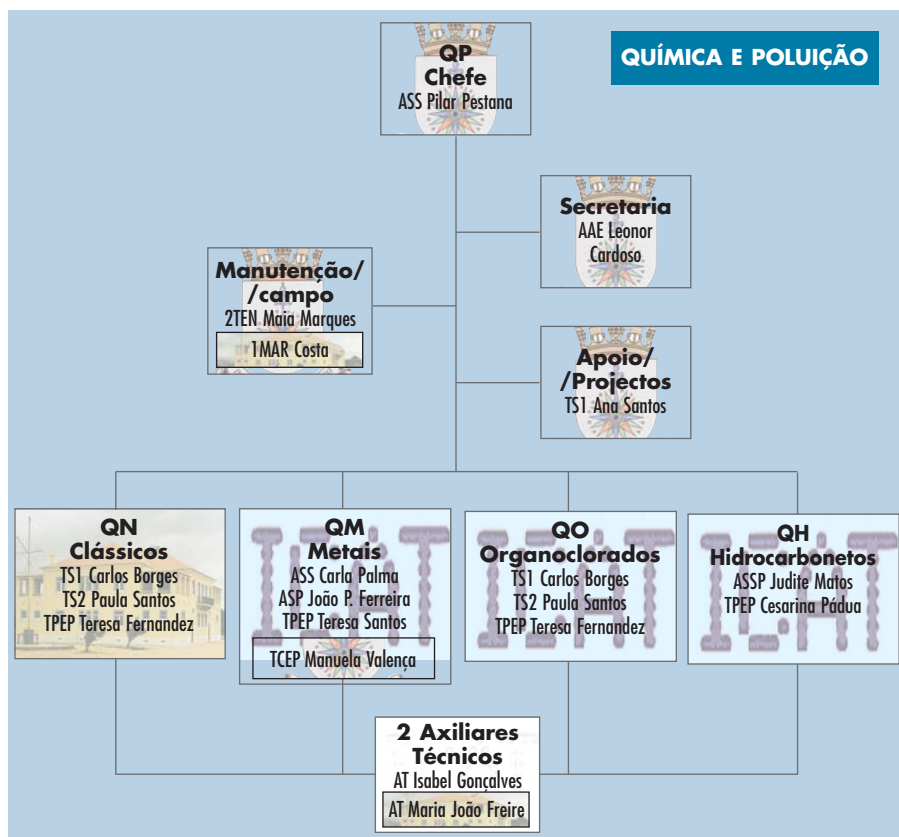 QUÍMICA E POLUIÇÃO
QP
Chefe
ASS Pilar Pestana
Secretaria
AAE Leonor
Cardoso
Manutenção/
/campo
2TEN Maia Marques
1MAR Costa
Apoio/
/Projectos
TS1 Ana Santos
QN
Clássicos
TS1 Carlos Borges
TS2 Paula Santos
TPEP Teresa Fernandez
QM
Metais
ASS Carla Palma
ASP João P. Ferreira
TPEP Teresa Santos
TCEP Manuela Valença
QO
Organoclorados
TS1 Carlos Borges
TS2 Paula Santos
TPEP Teresa Fernandez
QH
Hidrocarbonetos
ASSP Judite Matos
TPEP Cesarina Pádua
2 Axiliares
Técnicos
AT Isabel Gonçalves
AT Maria João Freire